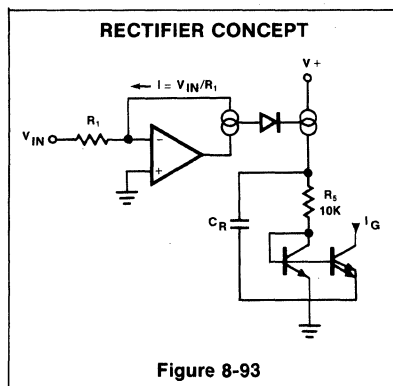 RECTIFIER CONCEPT
V+
I = VIN/R1
R1
VIN
−
+
R5
10K
CR
IG
Figure 8-93